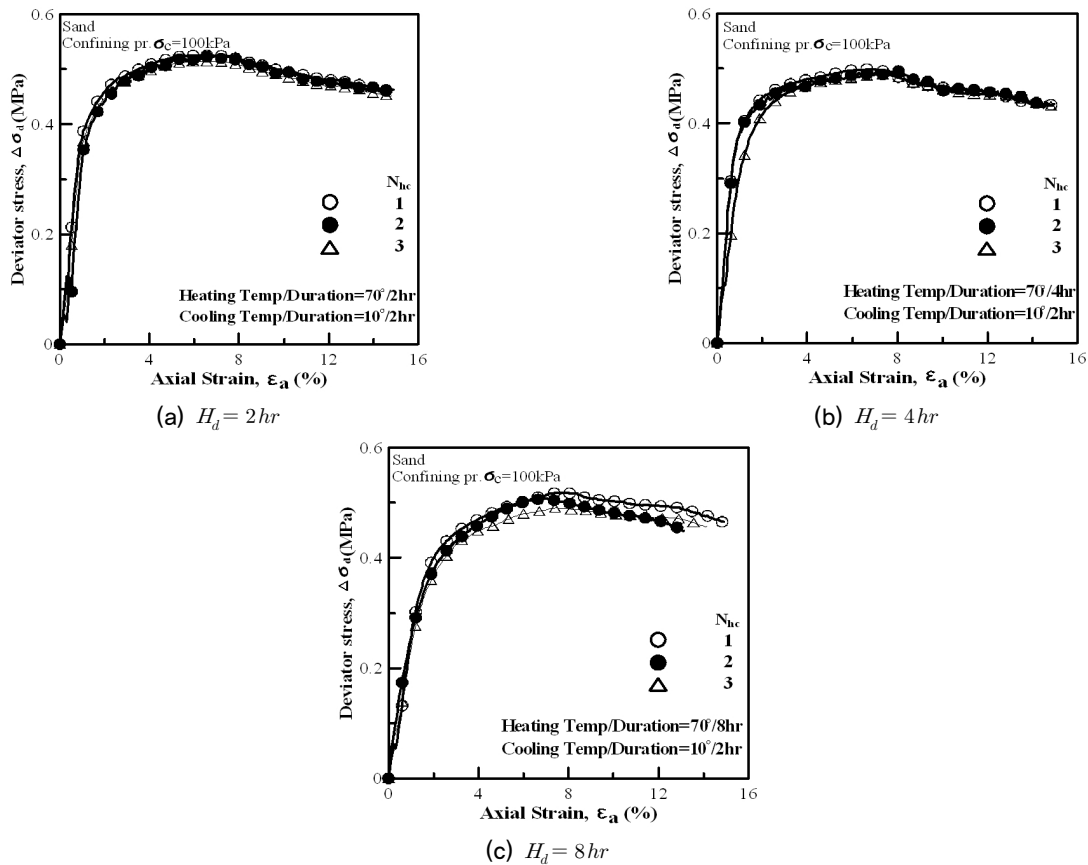 0.6
Sand
Confining pr. σc=100kPa
0.4
0.2
0
Deviator stress, Δσd(MPa)
Nhc
1
2
3
Heating Temp/Duration=70°/2hr
Cooling Temp/Duration=10°/2hr
0 4 8 12 16
Axial Strain, εa (%)
(a) Hd = 2hr
0.6
Sand
Confining pr. σc=100kPa
0.4
0.2
0
Deviator stress, Δσd(MPa)
Nhc
1
2
3
Heating Temp/Duration=70°/4hr
Cooling Temp/Duration=10°/2hr
0 4 8 12 16
Axial Strain, εa (%)
(b) Hd = 4hr
0.6
Sand
Confining pr. σc=100kPa
0.4
0.2
0
Deviator stress, Δσd(MPa)
Nhc
1
2
3
Heating Temp/Duration=70°/8hr
Cooling Temp/Duration=10°/2hr
0 4 8 12 16
Axial Strain, εa (%)
(c) Hd = 8hr